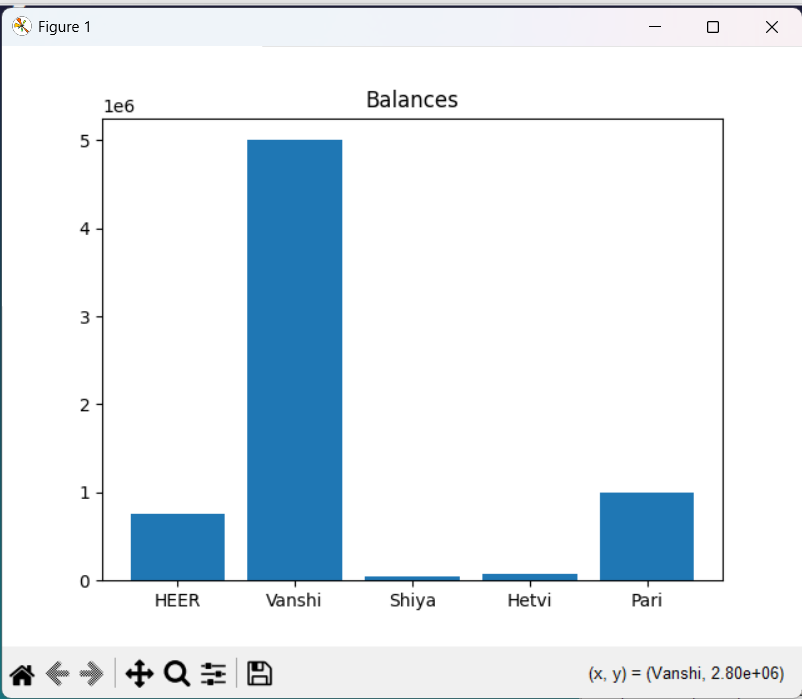 Figure 1
Balances
1e6
5
4
3
2
1
0
HEER Vanshi Shiya Hetvi Pari
(x, y) = (Vanshi, 2.80e+06)